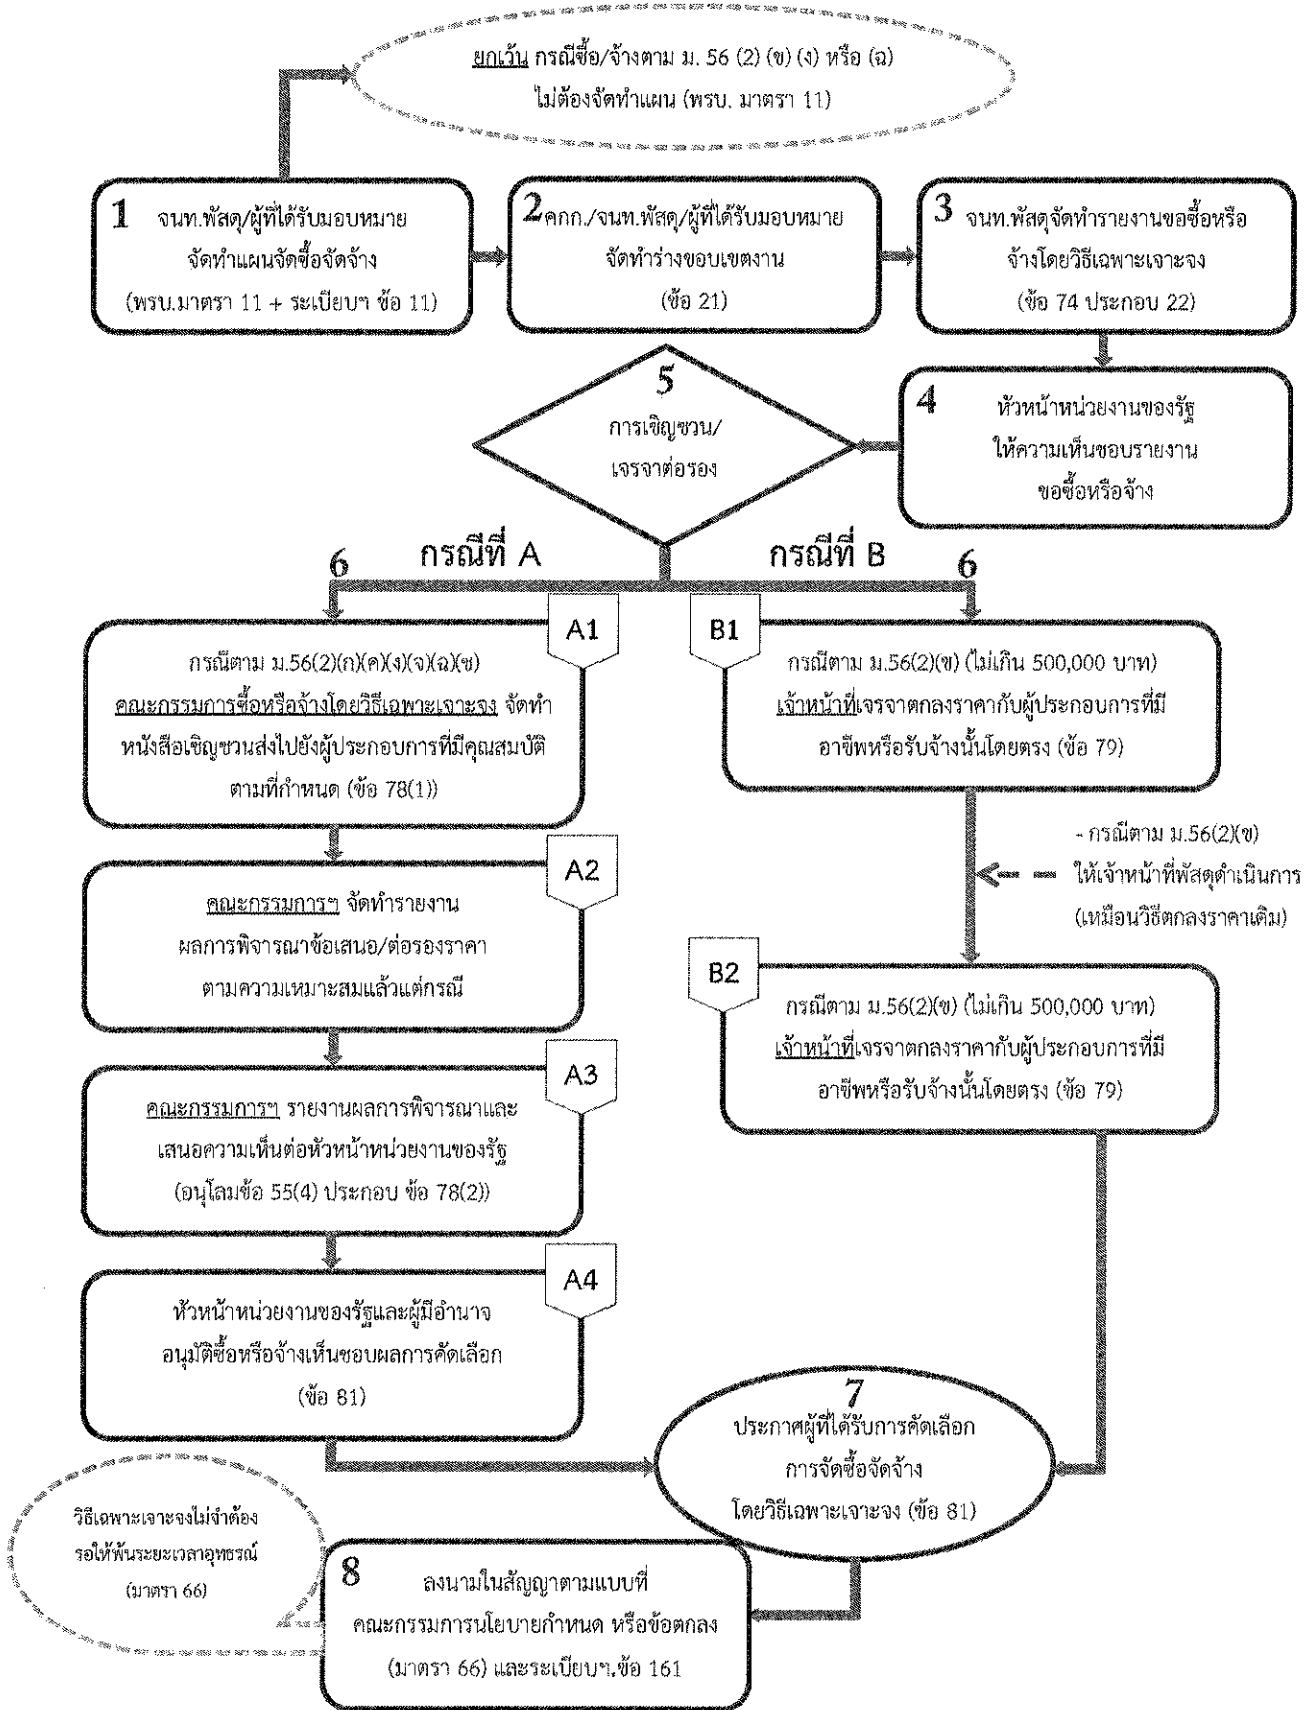 ยกเว้น กรณีซื้อ/จ้างตาม ม. 56 (2) (ข) (ง) หรือ (ฉ)
ไม่ต้องจัดทำแผน (พรบ. มาตรา 11)
1 จนท.พัสดุ/ผู้ที่ได้รับมอบหมาย
จัดทำแผนจัดซื้อจัดจ้าง
(พรบ.มาตรา 11 + ระเบียบฯ ข้อ 11)
2 คกก./จนท.พัสดุ/ผู้ที่ได้รับมอบหมาย
จัดทำร่างขอบเขตงาน
(ข้อ 21)
3 จนท.พัสดุจัดทำรายงานขอซื้อหรือ
จ้างโดยวิธีเฉพาะเจาะจง
(ข้อ 74 ประกอบ 22)
4 หัวหน้าหน่วยงานของรัฐ
ให้ความเห็นชอบรายงาน
ขอซื้อหรือจ้าง
5
การเชิญชวน/
เจรจาต่อรอง
6 กรณีที่ A
กรณีที่ B 6
A1
กรณีตาม ม.56(2)(ก)(ค)(ง)(จ)(ฉ)(ช)
คณะกรรมการซื้อหรือจ้างโดยวิธีเฉพาะเจาะจง จัดทำ
หนังสือเชิญชวนส่งไปยังผู้ประกอบการที่มีคุณสมบัติ
ตามที่กำหนด (ข้อ 78(1))
A2
คณะกรรมการฯ จัดทำรายงาน
ผลการพิจารณาข้อเสนอ/ต่อรองราคา
ตามความเหมาะสมแล้วแต่กรณี
A3
คณะกรรมการฯ รายงานผลการพิจารณาและ
เสนอความเห็นต่อหัวหน้าหน่วยงานของรัฐ
(อนุโลมข้อ 55(4) ประกอบ ข้อ 78(2))
A4
หัวหน้าหน่วยงานของรัฐและผู้มีอำนาจ
อนุมัติซื้อหรือจ้างเห็นชอบผลการคัดเลือก
(ข้อ 81)
B1
กรณีตาม ม.56(2)(ข) (ไม่เกิน 500,000 บาท)
เจ้าหน้าที่เจรจาตกลงราคากับผู้ประกอบการที่มี
อาชีพหรือรับจ้างนั้นโดยตรง (ข้อ 79)
- กรณีตาม ม.56(2)(ข)
ให้เจ้าหน้าที่พัสดุดำเนินการ
(เหมือนวิธีตกลงราคาเดิม)
B2
กรณีตาม ม.56(2)(ข) (ไม่เกิน 500,000 บาท)
เจ้าหน้าที่เจรจาตกลงราคากับผู้ประกอบการที่มี
อาชีพหรือรับจ้างนั้นโดยตรง (ข้อ 79)
7
ประกาศผู้ที่ได้รับการคัดเลือก
การจัดซื้อจัดจ้าง
โดยวิธีเฉพาะเจาะจง (ข้อ 81)
วิธีเฉพาะเจาะจงไม่จำต้อง
รอให้พ้นระยะเวลาอุทธรณ์
(มาตรา 66)
8 ลงนามในสัญญาตามแบบที่
คณะกรรมการนโยบายกำหนด หรือข้อตกลง
(มาตรา 66) และระเบียบฯ.ข้อ 161